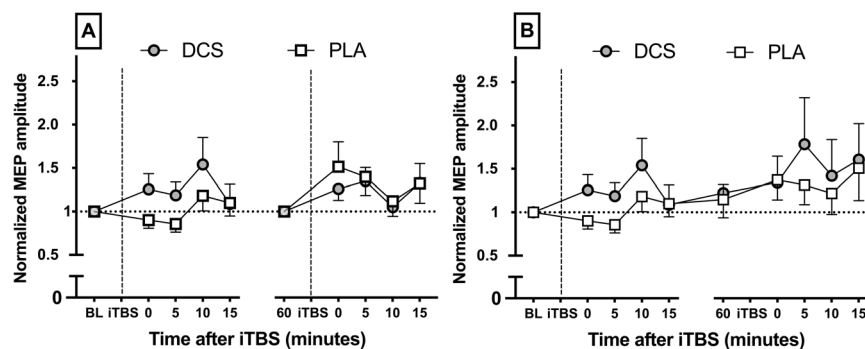 A
DCS
PLA
Normalized MEP amplitude
2.5
2.0
1.5
1
0.5
0
BL iTBS 0 5 10 15 60 iTBS 0 5 10 15
Time after iTBS (minutes)
B
DCS
PLA
Normalized MEP amplitude
2.5
2.0
1.5
1
0.5
0
BL iTBS 0 5 10 15 60 iTBS 0 5 10 15
Time after iTBS (minutes)